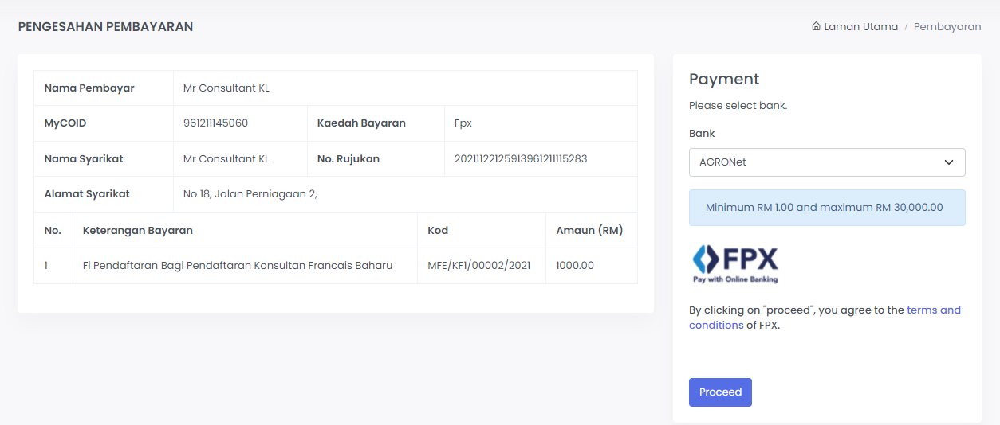 PENGESAHAN PEMBAYARAN
Laman Utama / Pembayaran
Nama Pembayar Mr Consultant KL
MyCOID 961211145060 Kaedah Bayaran Fpx
Nama Syarikat Mr Consultant KL No. Rujukan 20211122125913961211115283
Alamat Syarikat No 18, Jalan Perniagaan 2,
No. Keterangan Bayaran Kod Amaun (RM)
1 Fi Pendaftaran Bagi Pendaftaran Konsultan Francais Baharu MFE/KF1/00002/2021 1000.00
Payment
Please select bank.
Bank
AGRONet
Minimum RM 1.00 and maximum RM 30,000.00
FPX
Pay with Online Banking
By clicking on "proceed", you agree to the terms and
conditions of FPX.
Proceed